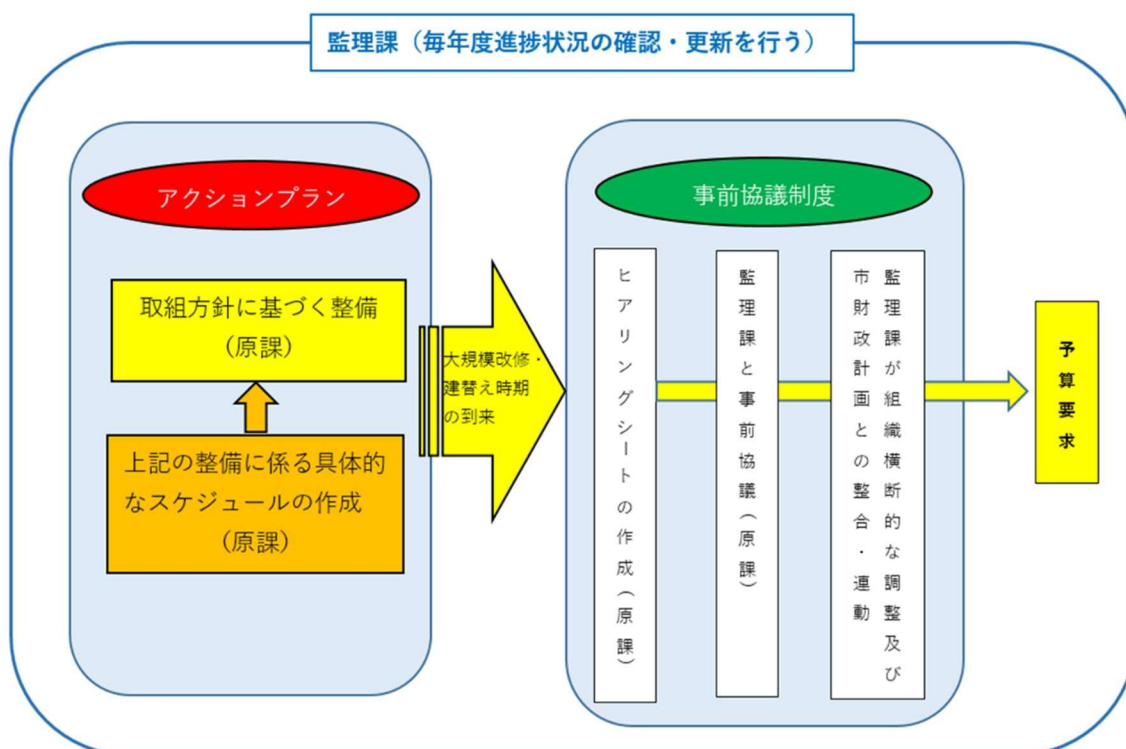 監理課（毎年度進捗状況の確認・更新を行う）
アクションプラン
取組方針に基づく整備
（原課）
上記の整備に係る具体的
なスケジュールの作成
（原課）
大規模改修・
建替え時期
の到来
事前協議制度
ヒアリングシートの作成（原課）
監理課と事前協議（原課）
監理課が組織横断的な調整及び
市財政計画との整合・連動
予算要求